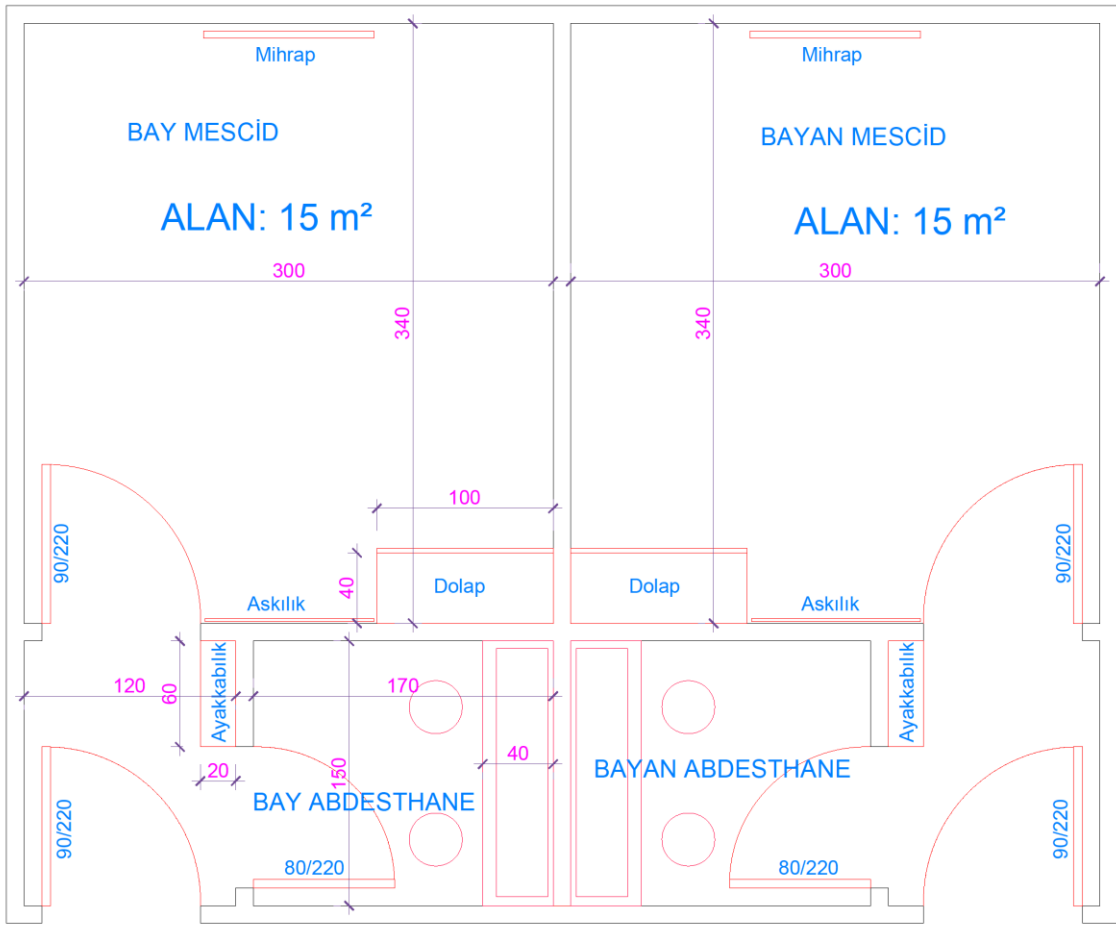 Mihrap
Mihrap
BAY MESCİD
BAYAN MESCİD
ALAN: 15 m²
ALAN: 15 m²
300
300
340
340
100
90/220
90/220
40
Dolap
Dolap
Askılık
Askılık
120
60
Ayakkabılık
170
Ayakkabılık
20
150
40
BAYAN ABDESTHANE
BAY ABDESTHANE
90/220
90/220
80/220
80/220